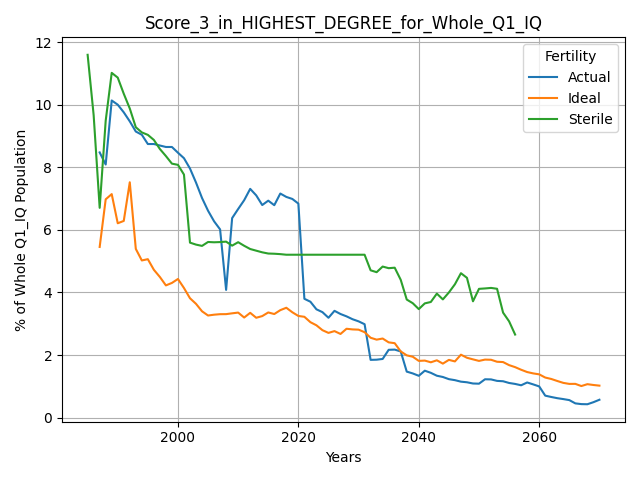 Score_3_in_HIGHEST_DEGREE_for_Whole_Q1_IQ
% of Whole Q1_IQ Population
12
10
8
6
4
2
0
Fertility
Actual
Ideal
Sterile
2000
2020
2040
2060
Years